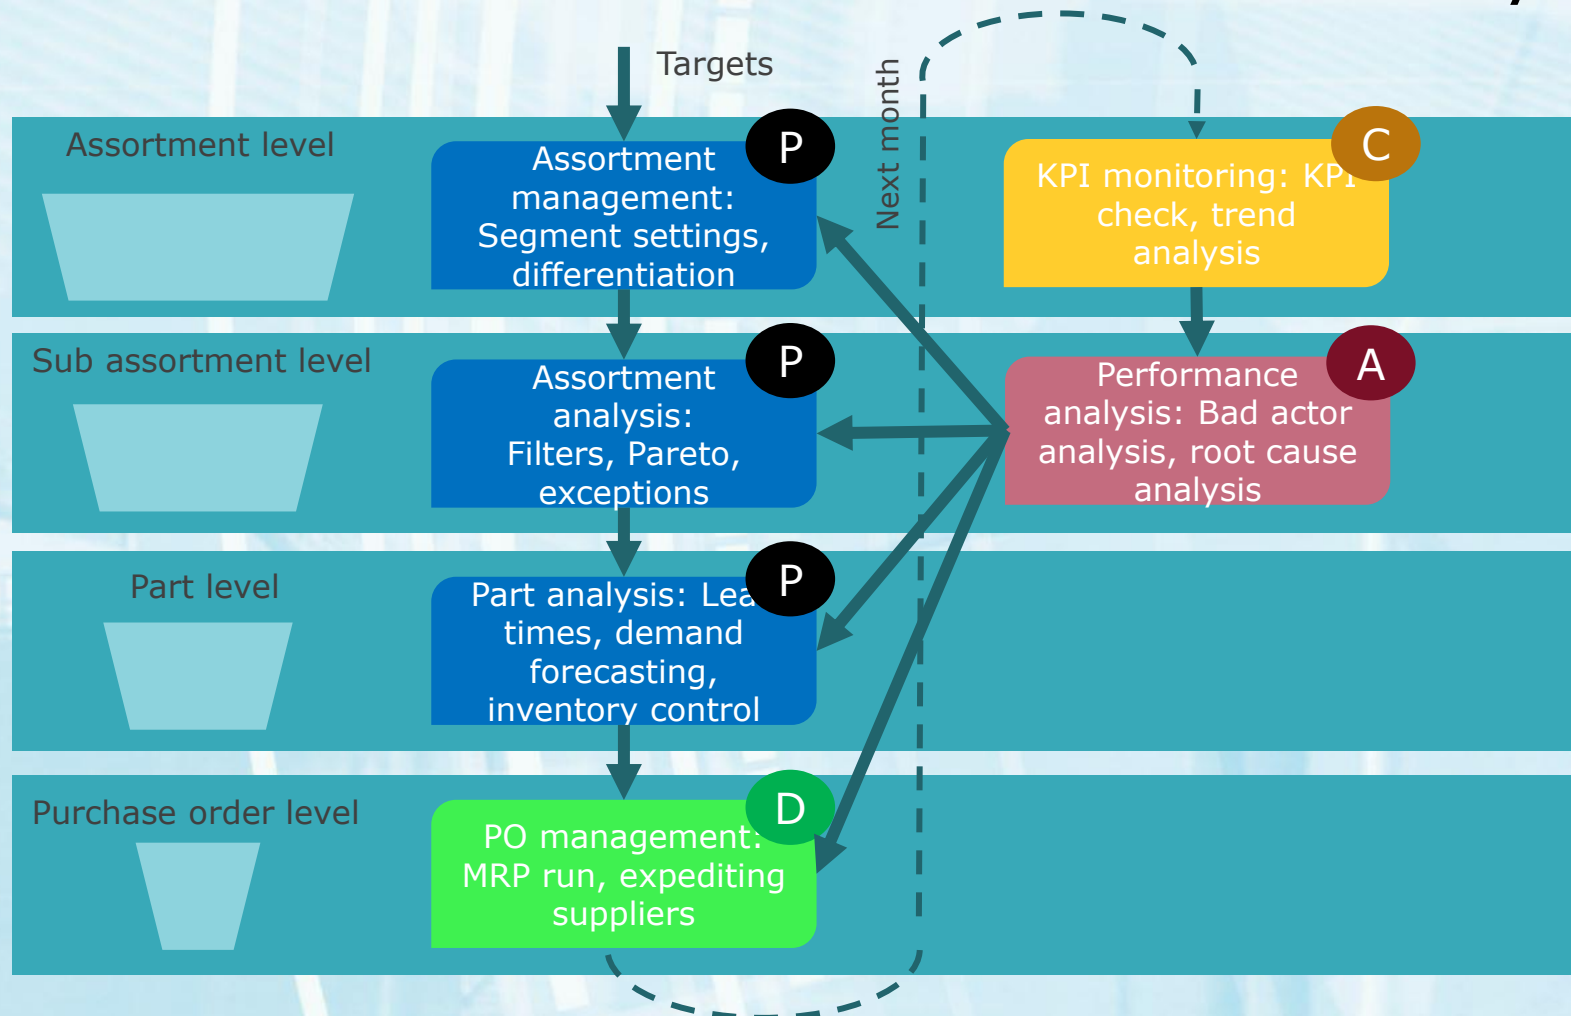 Targets
Next month
Assortment level
Assortment
management:
Segment settings,
differentiation
P
KPI monitoring: KPI
check, trend
analysis
C
Sub assortment level
Assortment
analysis:
Filters, Pareto,
exceptions
P
Performance
analysis: Bad actor
analysis, root cause
analysis
A
Part level
Part analysis: Lea
times, demand
forecasting,
inventory control
P
Purchase order level
PO management:
MRP run, expediting
suppliers
D